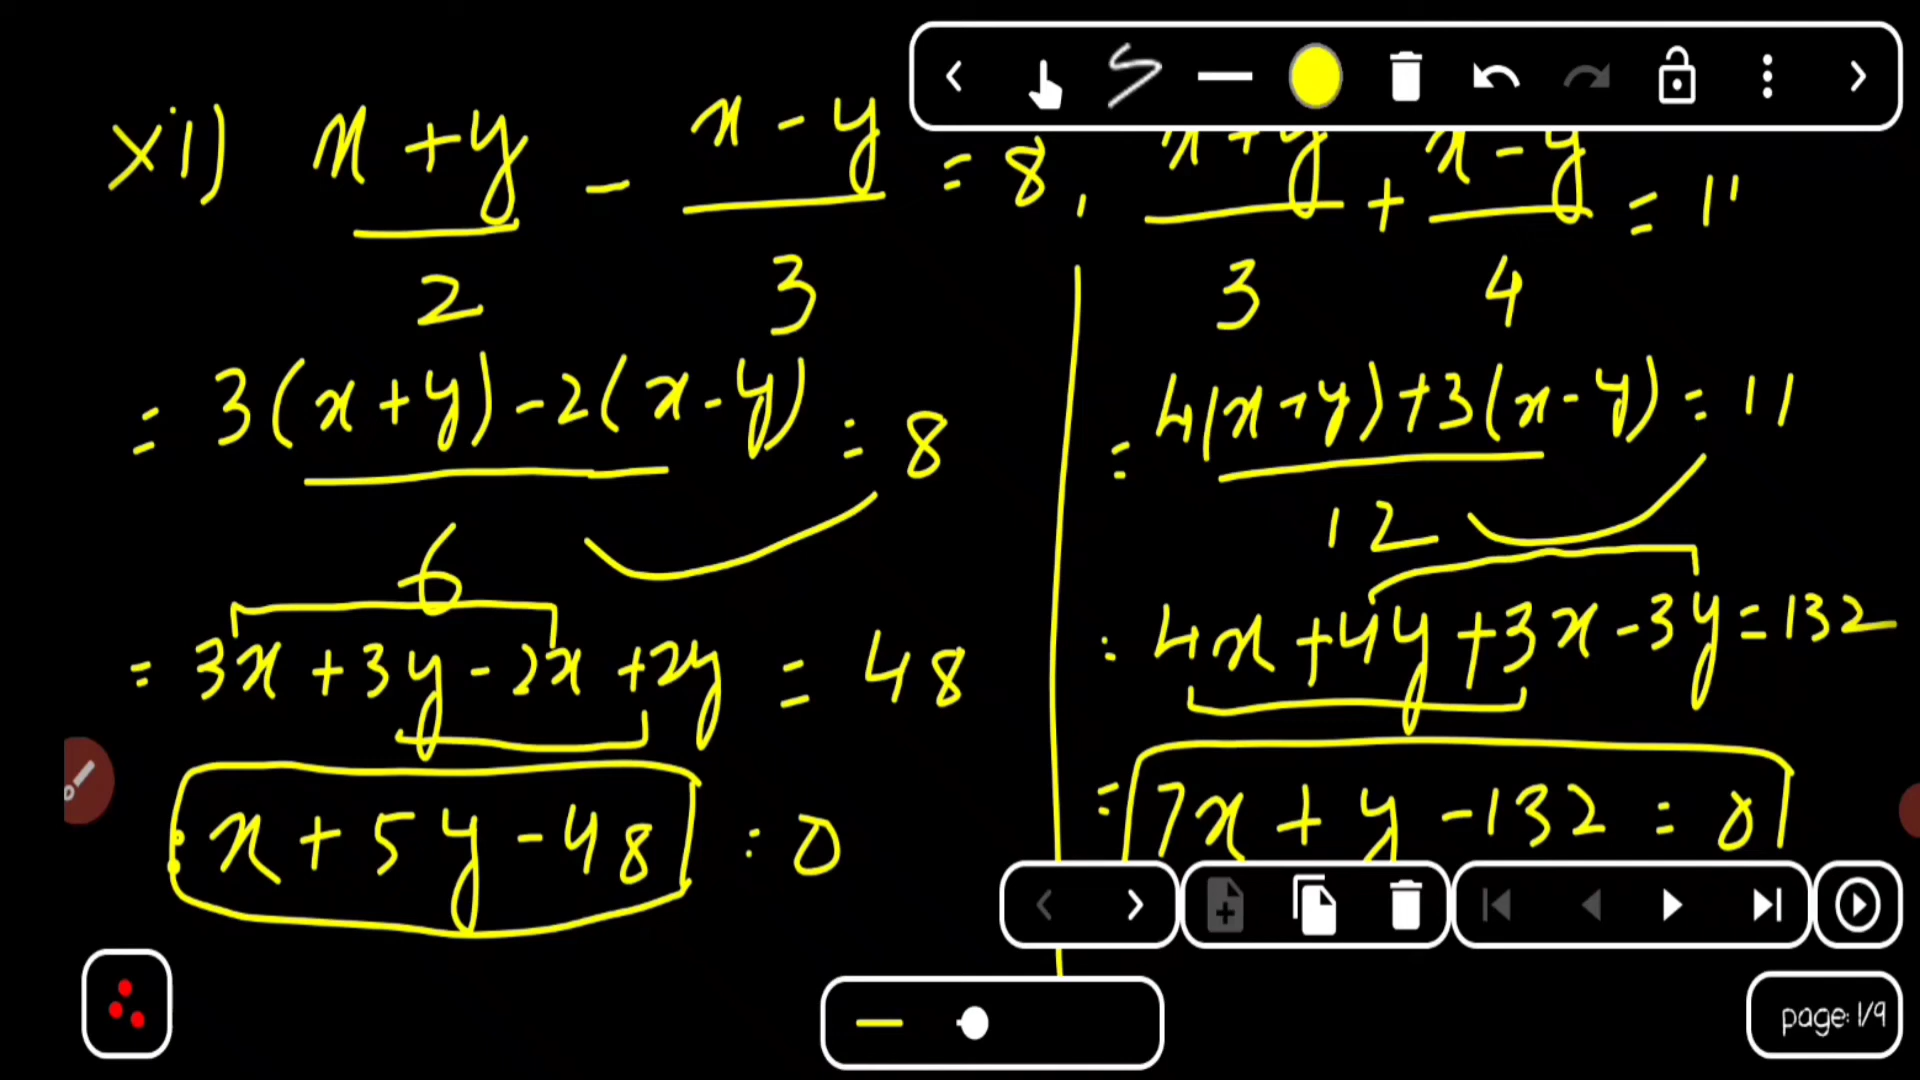 xi) x+y/2 - x-y/3 = 8, x+y/3 + x-y/4 = 11
= 3(x+y)-2(x-y)/6 = 8
= 3x+3y-2x+2y = 48
: x+5y-48 : 0
= 4(x+y)+3(x-y)/12 = 11
: 4x+4y+3x-3y=132
= 7x+y-132 = 0
page: 1/9